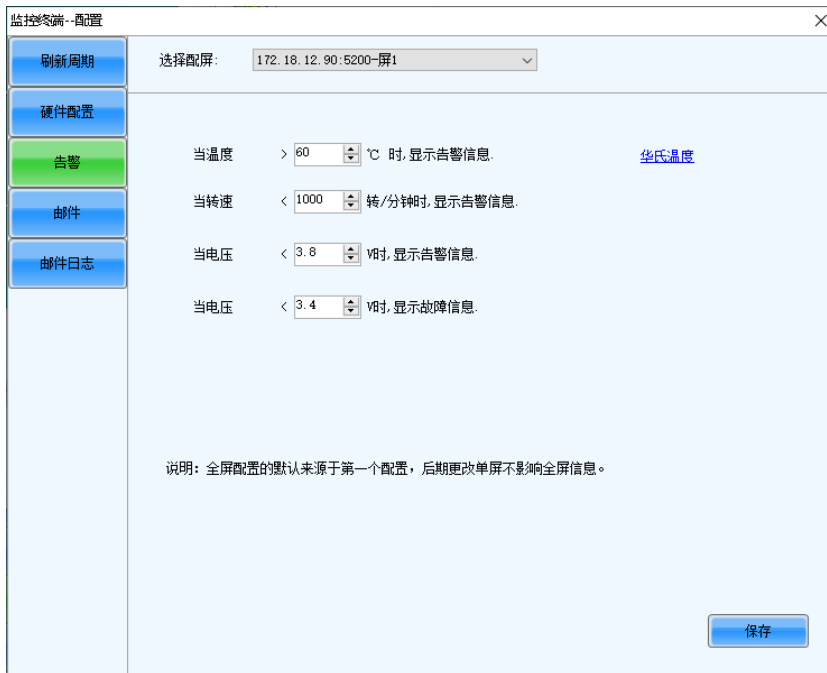 监控终端--配置
刷新周期
选择配屏: 172.18.12.90:5200-屏1
硬件配置
告警
当温度 > 60 ℃ 时,显示告警信息. 华氏温度
当转速 < 1000 转/分钟时,显示告警信息.
邮件
当电压 < 3.8 V时,显示告警信息.
邮件日志
当电压 < 3.4 V时,显示故障信息.
说明: 全屏配置的默认来源于第一个配置，后期更改单屏不影响全屏信息。
保存